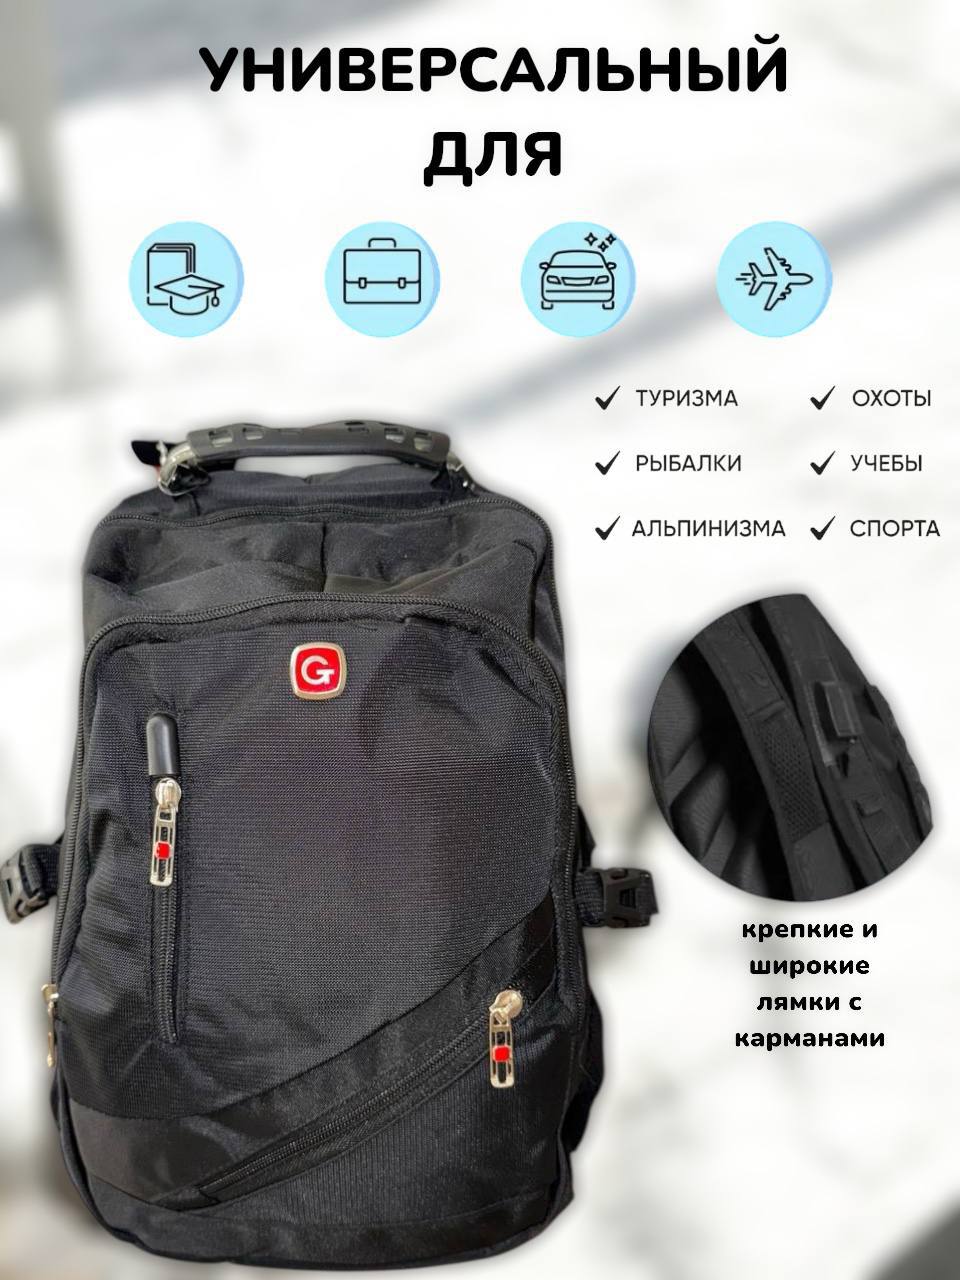 УНИВЕРСАЛЬНЫЙ
ДЛЯ
ТУРИЗМА
ОХОТЫ
РЫБАЛКИ
УЧЕБЫ
АЛЬПИНИЗМА
СПОРТА
G
крепкие и
широкие
лямки с
карманами